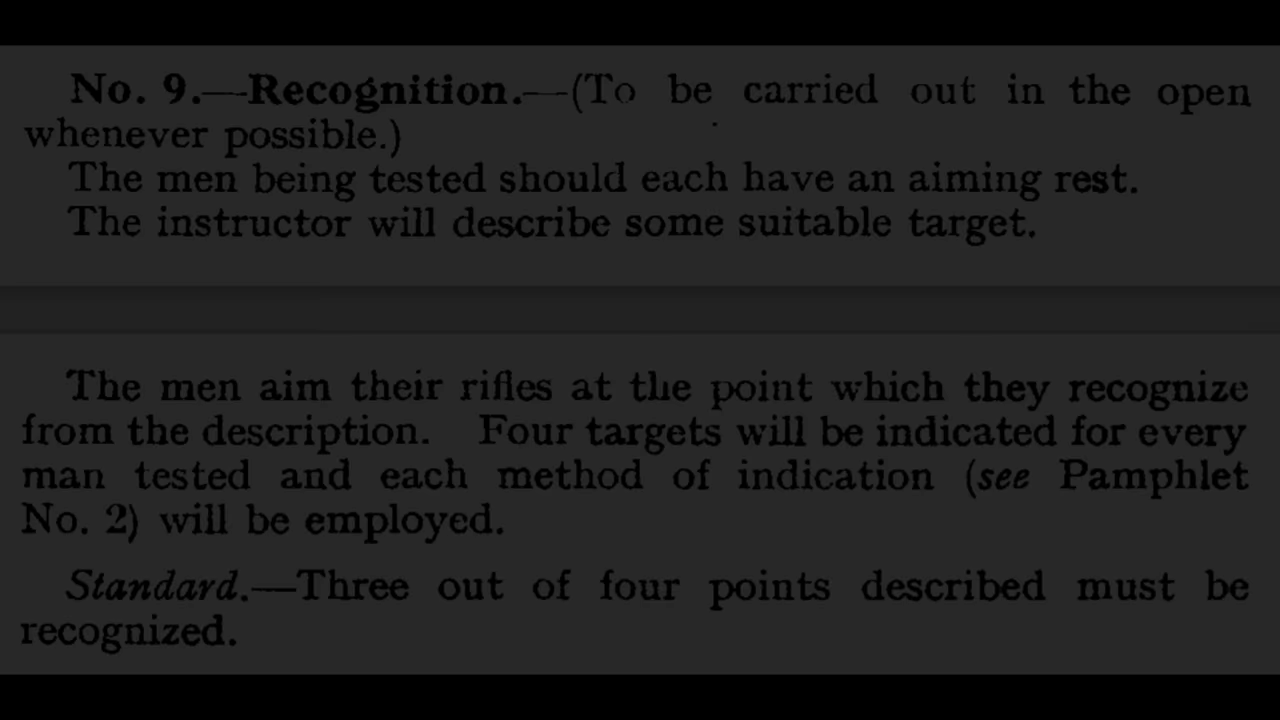 No. 9.—Recognition.—(To be carried out in the open
whenever possible.)
The men being tested should each have an aiming rest.
The instructor will describe some suitable target.
The men aim their rifles at the point which they recognize
from the description. Four targets will be indicated for every
man tested and each method of indication (see Pamphlet
No. 2) will be employed.
Standard.—Three out of four points described must be
recognized.